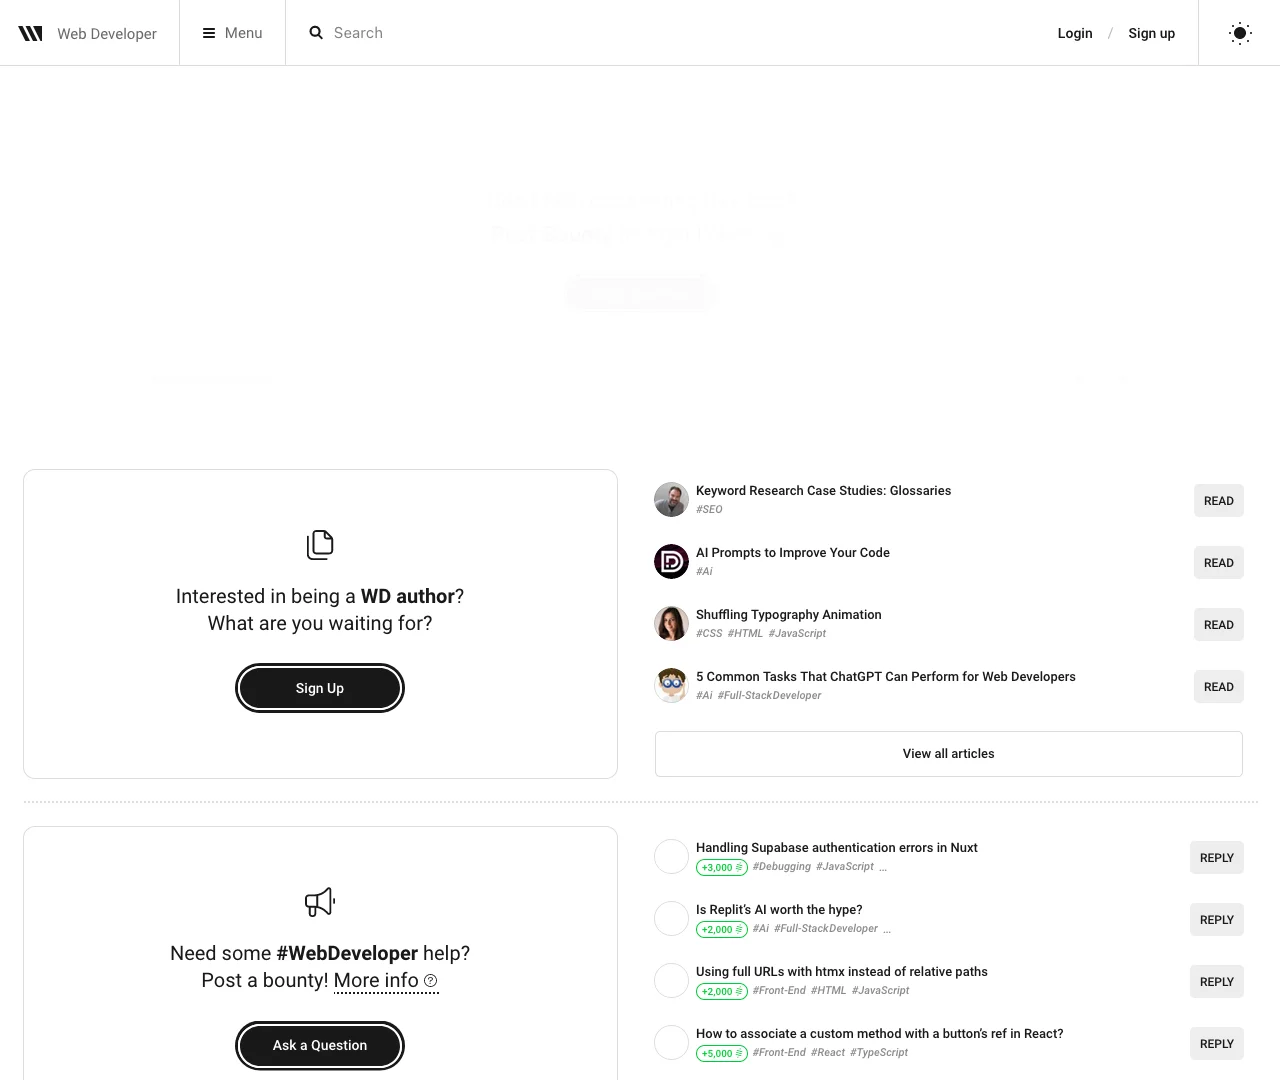 Web Developer
Menu
Search
Login / Sign up
Interested in being a WD author?
What are you waiting for?
Sign Up
Keyword Research Case Studies: Glossaries
#SEO
READ
AI Prompts to Improve Your Code
#Ai
READ
Shuffling Typography Animation
#CSS #HTML #JavaScript
READ
5 Common Tasks That ChatGPT Can Perform for Web Developers
#Ai #Full-StackDeveloper
READ
View all articles
Need some #WebDeveloper help?
Post a bounty! More info
Ask a Question
Handling Supabase authentication errors in Nuxt
+3,000 #Debugging #JavaScript ...
REPLY
Is Replit’s AI worth the hype?
+2,000 #Ai #Full-StackDeveloper ...
REPLY
Using full URLs with htmx instead of relative paths
+2,000 #Front-End #HTML #JavaScript
REPLY
How to associate a custom method with a button’s ref in React?
+5,000 #Front-End #React #TypeScript
REPLY